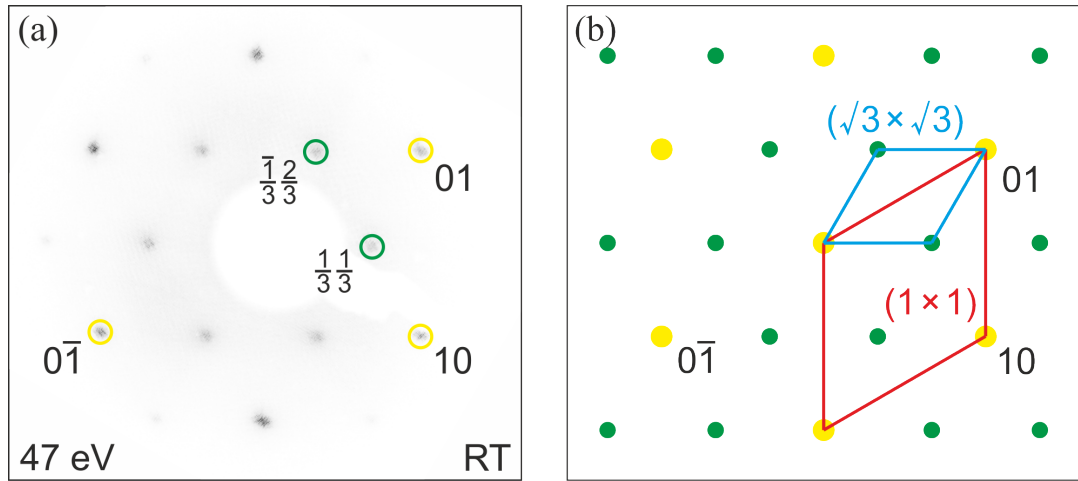 (a)
1̅/3 2/3
01
1/3 1/3
01̅
10
47 eV
RT
(b)
(√3 × √3)
01
(1 × 1)
01̅
10